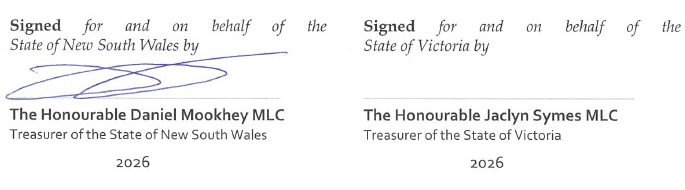 Signed for and on behalf of the
State of New South Wales by
The Honourable Daniel Mookhey MLC
Treasurer of the State of New South Wales
2026
Signed for and on behalf of the
State of Victoria by
The Honourable Jaclyn Symes MLC
Treasurer of the State of Victoria
2026